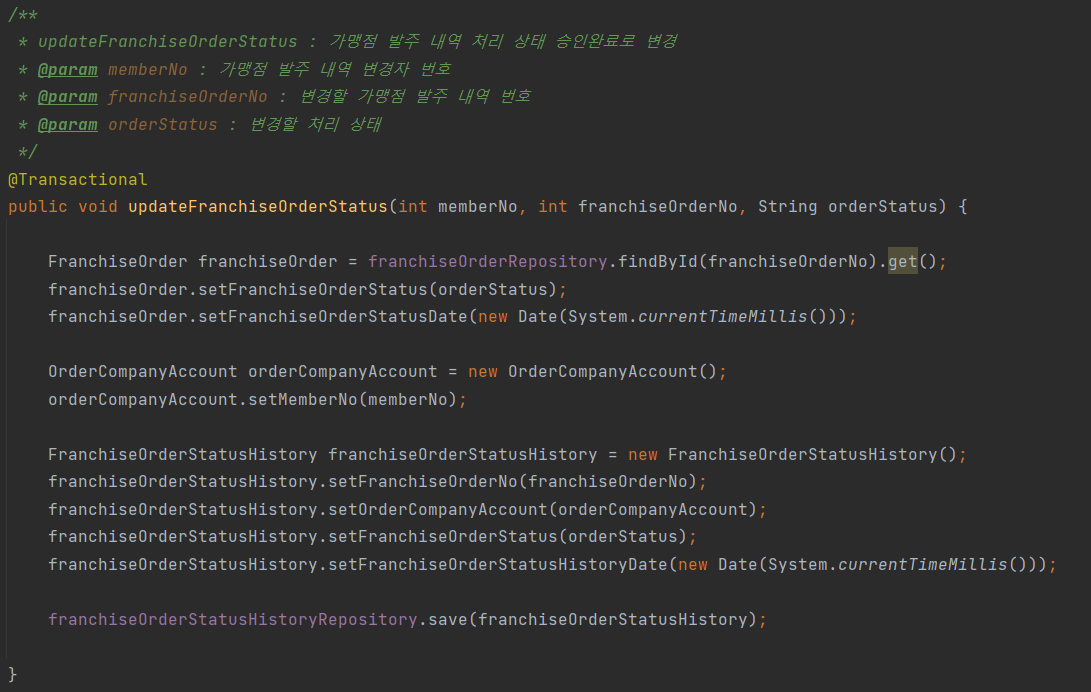 /**
 * updateFranchiseOrderStatus : 가맹점 발주 내역 처리 상태 승인완료로 변경
 * @param memberNo : 가맹점 발주 내역 변경자 번호
 * @param franchiseOrderNo : 변경할 가맹점 발주 내역 번호
 * @param orderStatus : 변경할 처리 상태
 */
@Transactional
public void updateFranchiseOrderStatus(int memberNo, int franchiseOrderNo, String orderStatus) {
    FranchiseOrder franchiseOrder = franchiseOrderRepository.findById(franchiseOrderNo).get();
    franchiseOrder.setFranchiseOrderStatus(orderStatus);
    franchiseOrder.setFranchiseOrderStatusDate(new Date(System.currentTimeMillis()));
    OrderCompanyAccount orderCompanyAccount = new OrderCompanyAccount();
    orderCompanyAccount.setMemberNo(memberNo);
    FranchiseOrderStatusHistory franchiseOrderStatusHistory = new FranchiseOrderStatusHistory();
    franchiseOrderStatusHistory.setFranchiseOrderNo(franchiseOrderNo);
    franchiseOrderStatusHistory.setOrderCompanyAccount(orderCompanyAccount);
    franchiseOrderStatusHistory.setFranchiseOrderStatus(orderStatus);
    franchiseOrderStatusHistory.setFranchiseOrderStatusHistoryDate(new Date(System.currentTimeMillis()));
    franchiseOrderStatusHistoryRepository.save(franchiseOrderStatusHistory);
}